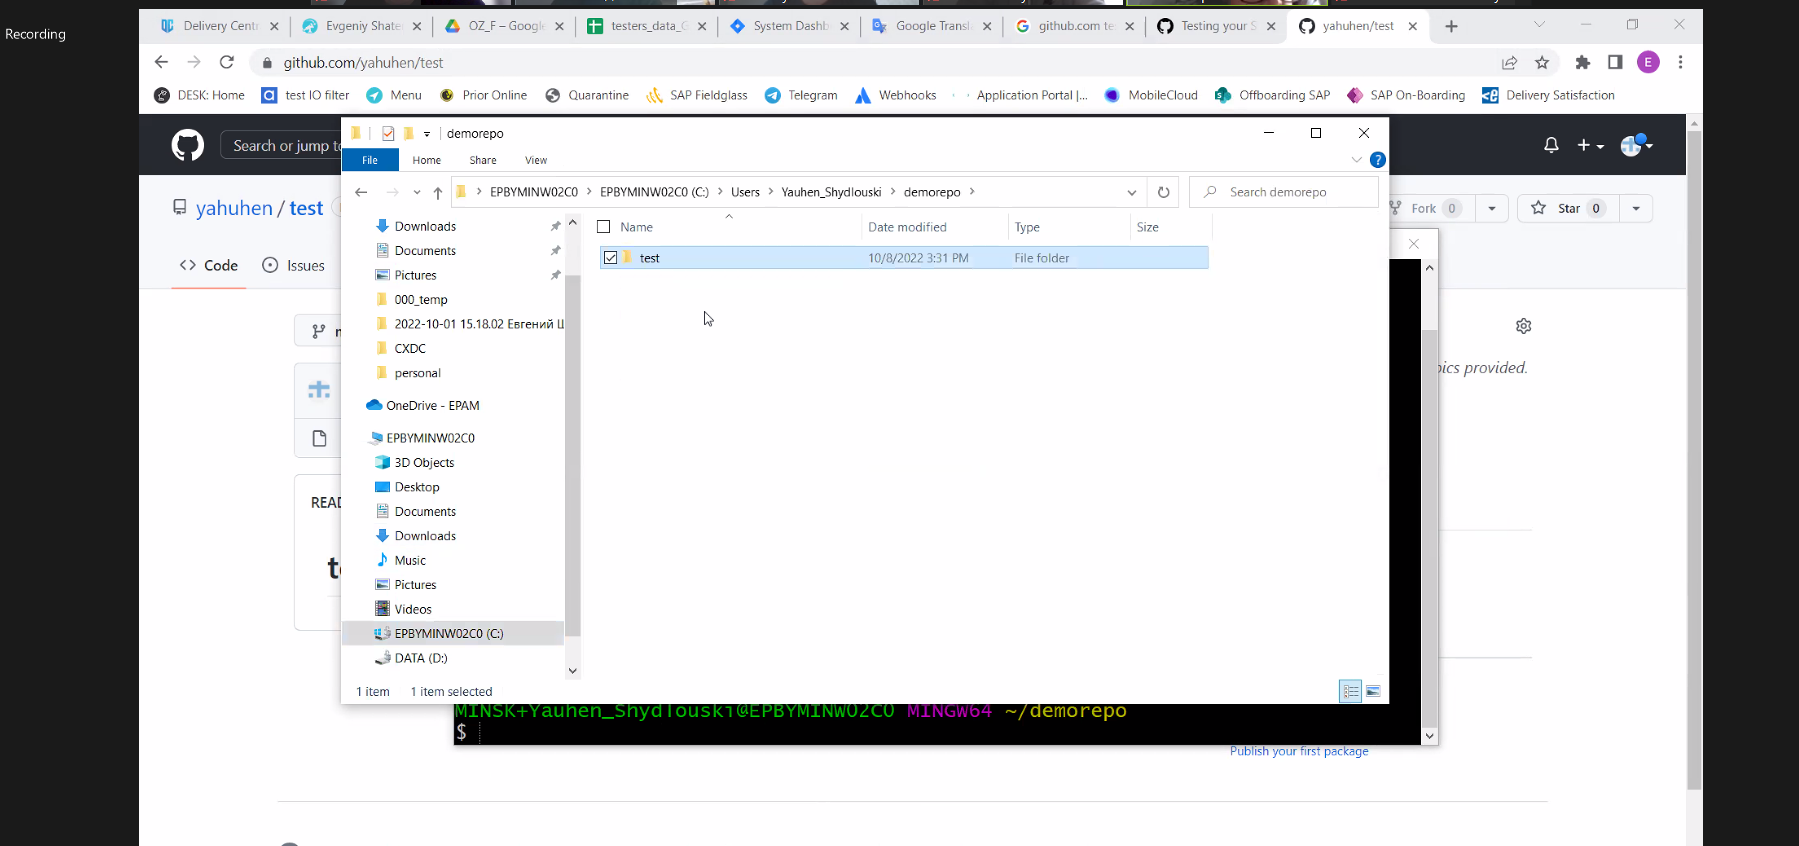 Recording
Delivery Centr
Evgeniy Shate
OZ_F – Google
testers_data_G
System Dashb
Google Transl
github.com te
Testing your S
yahuhen/test
github.com/yahuhen/test
E
DESK: Home
test IO filter
Menu
Prior Online
Quarantine
SAP Fieldglass
Telegram
Webhooks
Application Portal |...
MobileCloud
Offboarding SAP
SAP On-Boarding
Delivery Satisfaction
Search or jump to
demorepo
File
Home
Share
View
EPBYMINW02C0 > EPBYMINW02C0 (C:) > Users > Yauhen_Shydlouski > demorepo >
Search demorepo
yahuhen / test
Fork 0
Star 0
Code
Issues
Downloads
Documents
Pictures
000_temp
2022-10-01 15.18.02 Евгений Ш
CXDC
personal
OneDrive - EPAM
EPBYMINW02C0
3D Objects
Desktop
Documents
Downloads
Music
Pictures
Videos
EPBYMINW02C0 (C:)
DATA (D:)
Name
Date modified
Type
Size
test
10/8/2022 3:31 PM
File folder
1 item
1 item selected
pics provided.
READ
MINSK+Yauhen_Shydlouski@EPBYMINW02C0 MINGW64 ~/demorepo
$
Publish your first package